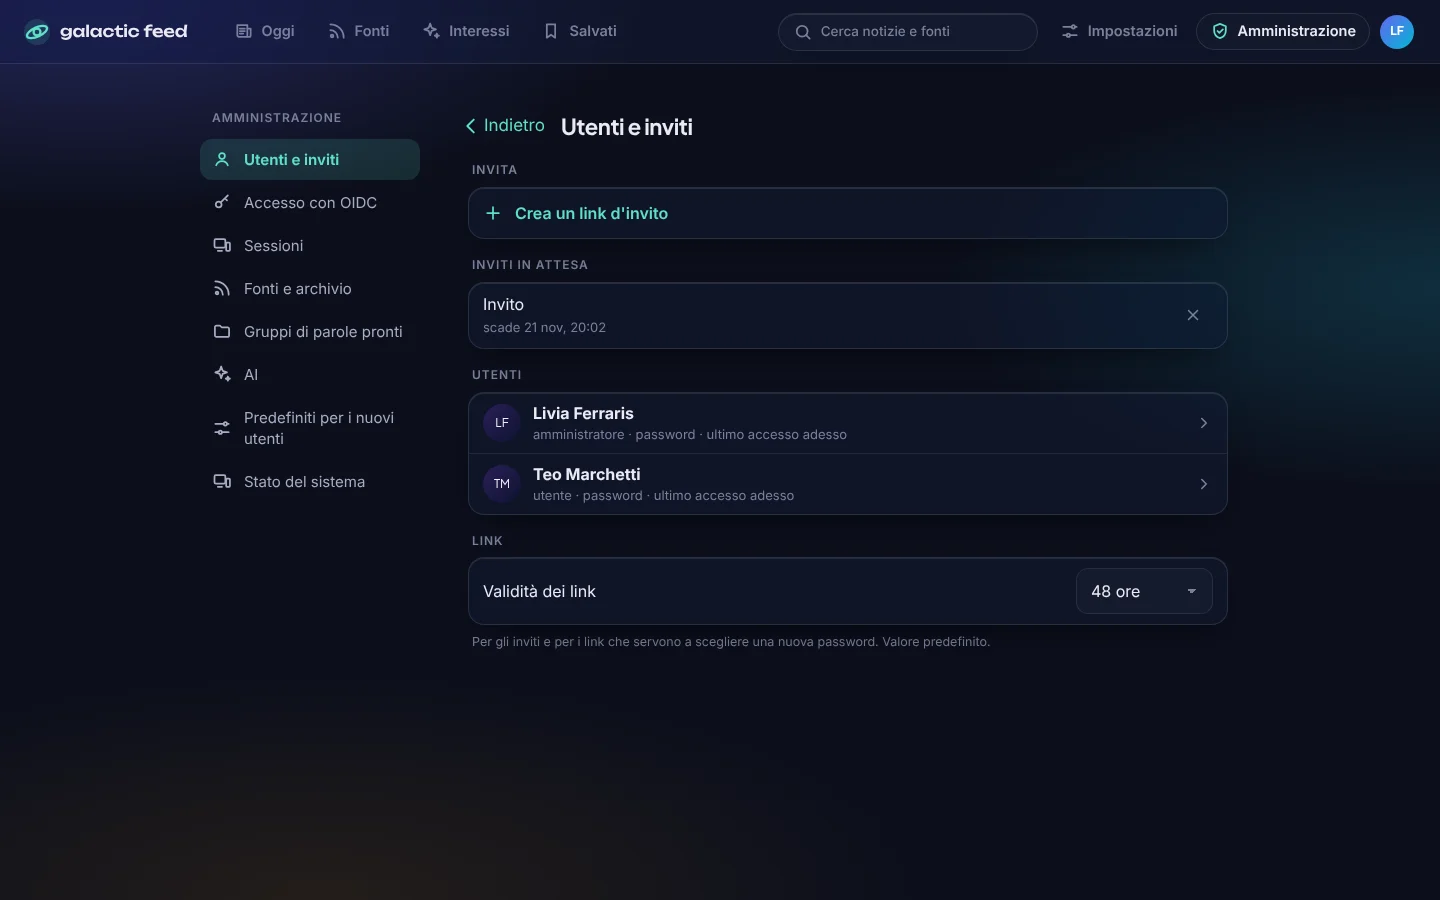 galactic feed
Oggi
Fonti
Interessi
Salvati
Cerca notizie e fonti
Impostazioni
Amministrazione
LF
AMMINISTRAZIONE
Utenti e inviti
Accesso con OIDC
Sessioni
Fonti e archivio
Gruppi di parole pronti
AI
Predefiniti per i nuovi
utenti
Stato del sistema
Indietro
Utenti e inviti
INVITA
Crea un link d'invito
INVITI IN ATTESA
Invito
scade 21 nov, 20:02
UTENTI
LF
Livia Ferraris
amministratore · password · ultimo accesso adesso
TM
Teo Marchetti
utente · password · ultimo accesso adesso
LINK
Validità dei link
48 ore
Per gli inviti e per i link che servono a scegliere una nuova password. Valore predefinito.